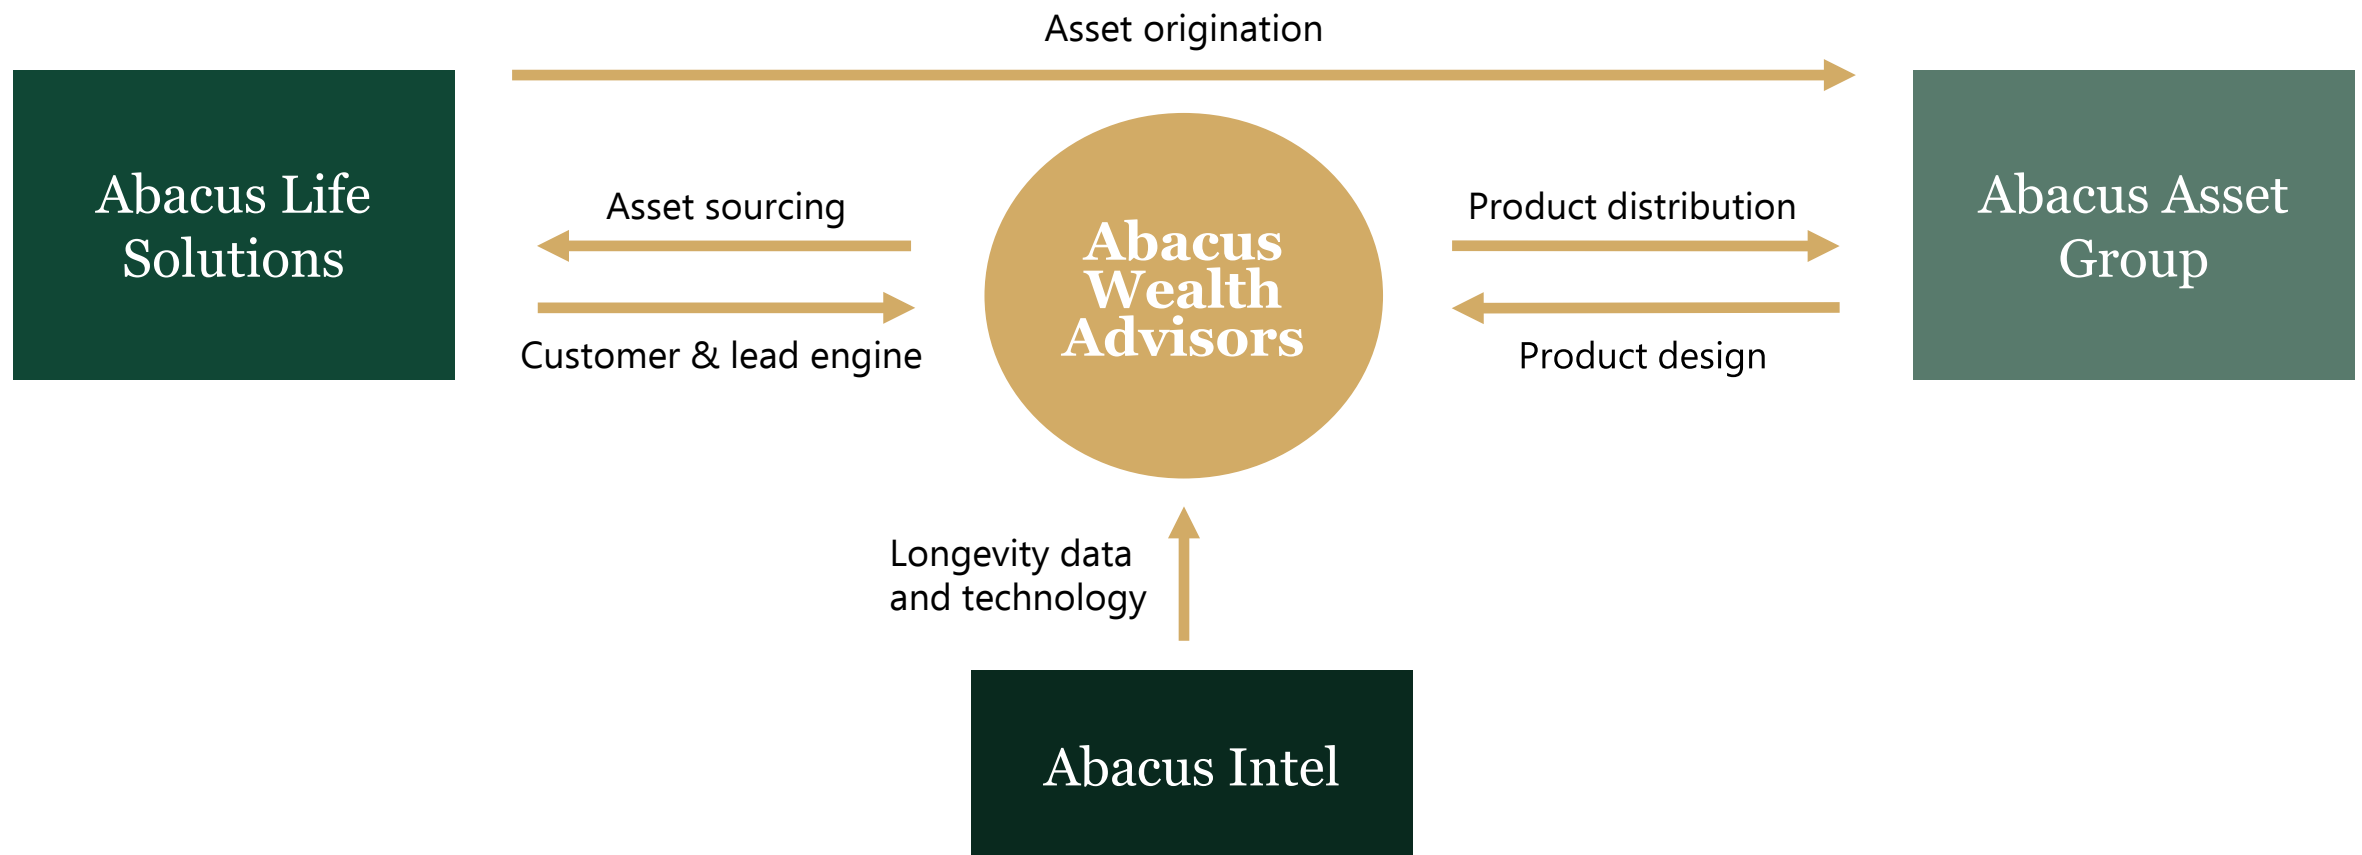 Asset origination
Abacus Life
Solutions
Asset sourcing
Customer & lead engine
Abacus
Wealth
Advisors
Product distribution
Product design
Abacus Asset
Group
Longevity data
and technology
Abacus Intel